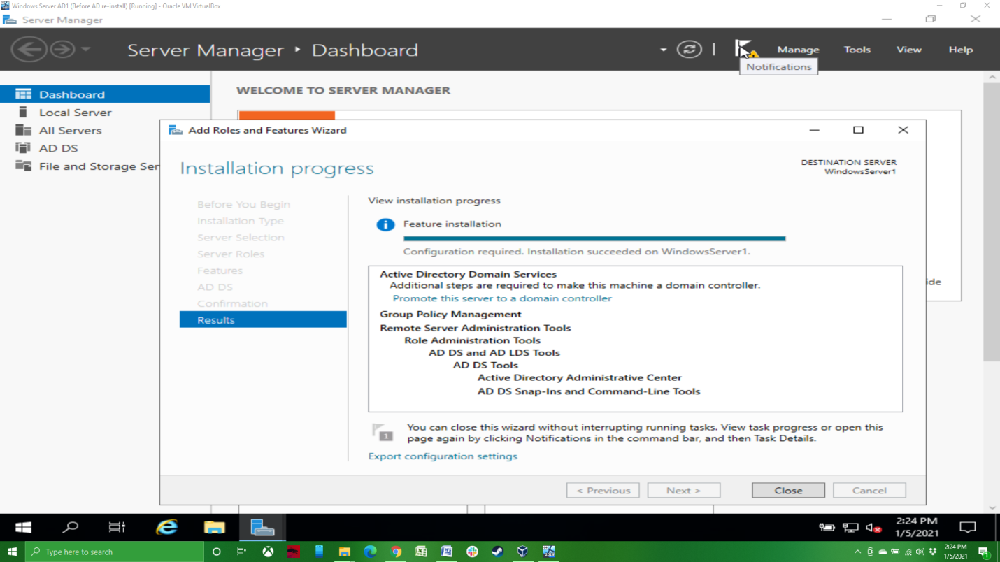 Windows Server AD1 (Before AD re-install) [Running] - Oracle VM VirtualBox
Server Manager
Server Manager ‣ Dashboard
Manage
Tools
View
Help
Notifications
Dashboard
Local Server
All Servers
AD DS
File and Storage Ser
WELCOME TO SERVER MANAGER
Add Roles and Features Wizard
Installation progress
DESTINATION SERVER
WindowsServer1
Before You Begin
Installation Type
Server Selection
Server Roles
Features
AD DS
Confirmation
Results
View installation progress
Feature installation
Configuration required. Installation succeeded on WindowsServer1.
Active Directory Domain Services
Additional steps are required to make this machine a domain controller.
Promote this server to a domain controller
Group Policy Management
Remote Server Administration Tools
Role Administration Tools
AD DS and AD LDS Tools
AD DS Tools
Active Directory Administrative Center
AD DS Snap-Ins and Command-Line Tools
1
You can close this wizard without interrupting running tasks. View task progress or open this
page again by clicking Notifications in the command bar, and then Task Details.
Export configuration settings
< Previous
Next >
Close
Cancel
ide
2:24 PM
1/5/2021
Type here to search
2:24 PM
1/5/2021